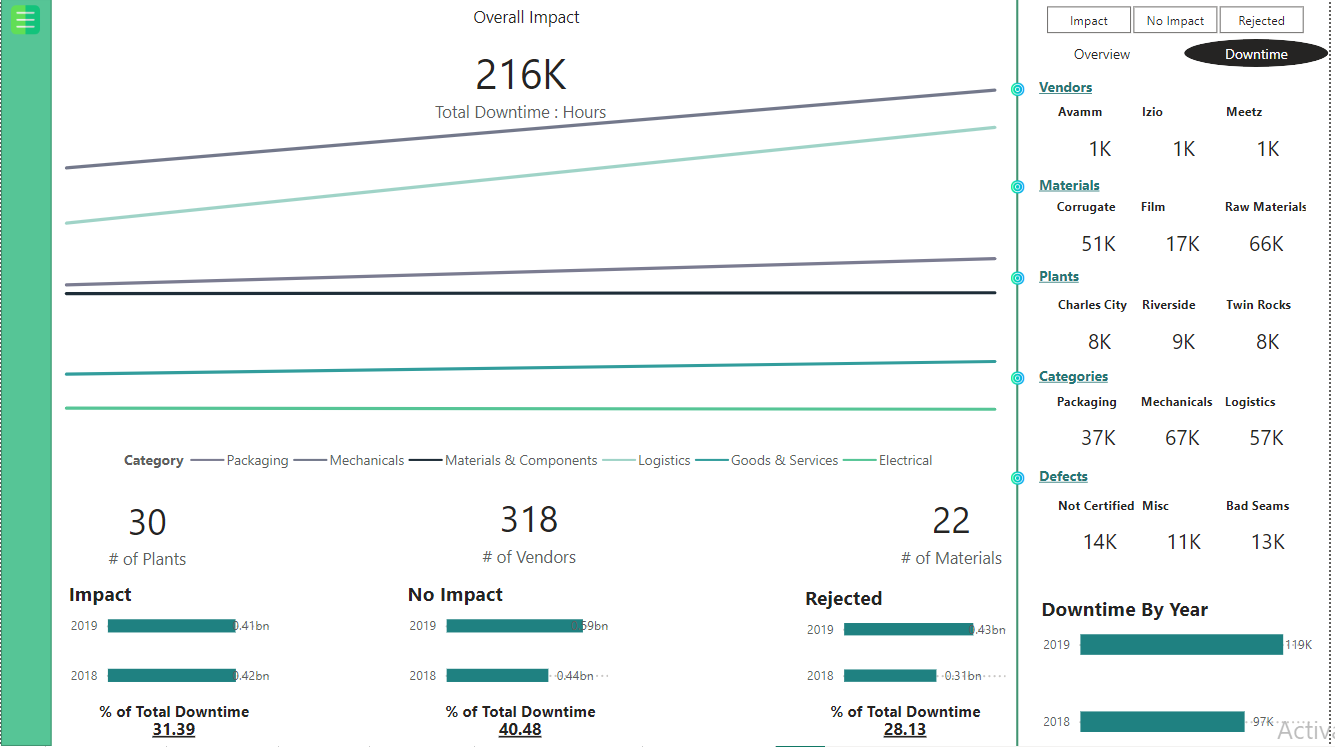 Overall Impact
216K
Total Downtime : Hours
Category Packaging Mechanicals Materials & Components Logistics Goods & Services Electrical
30
# of Plants
318
# of Vendors
22
# of Materials
Impact
2019 0.41bn
2018 0.42bn
% of Total Downtime
31.39
No Impact
2019 0.59bn
2018 0.44bn
% of Total Downtime
40.48
Rejected
2019 0.43bn
2018 0.31bn
% of Total Downtime
28.13
Impact No Impact Rejected
Overview Downtime
Vendors
Avamm Izio Meetz
1K 1K 1K
Materials
Corrugate Film Raw Materials
51K 17K 66K
Plants
Charles City Riverside Twin Rocks
8K 9K 8K
Categories
Packaging Mechanicals Logistics
37K 67K 57K
Defects
Not Certified Misc Bad Seams
14K 11K 13K
Downtime By Year
2019 119K
2018 97K
Activa